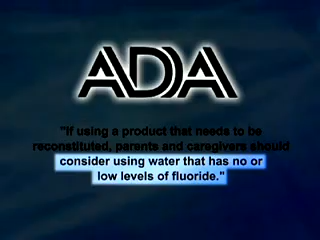 ADA
"If using a product that needs to be
reconstituted, parents and caregivers should
consider using water that has no or
low levels of fluoride."